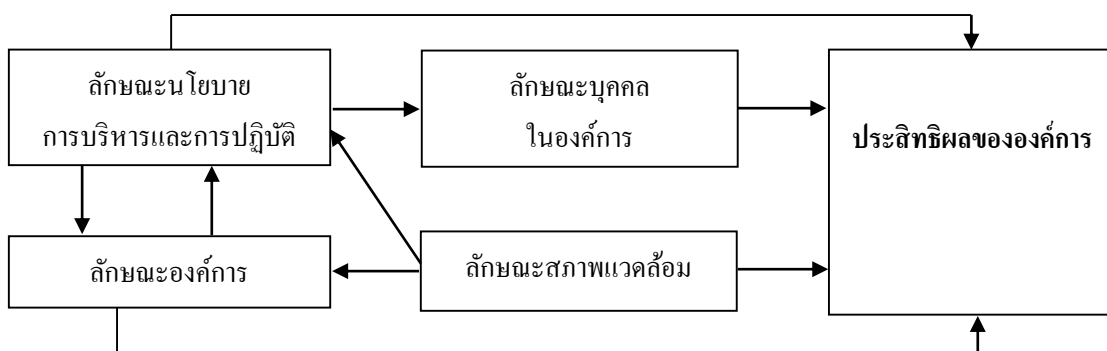 ลักษณะนโยบาย
การบริหารและการปฏิบัติ
ลักษณะบุคคล
ในองค์การ
ประสิทธิผลขององค์การ
ลักษณะองค์การ
ลักษณะสภาพแวดล้อม